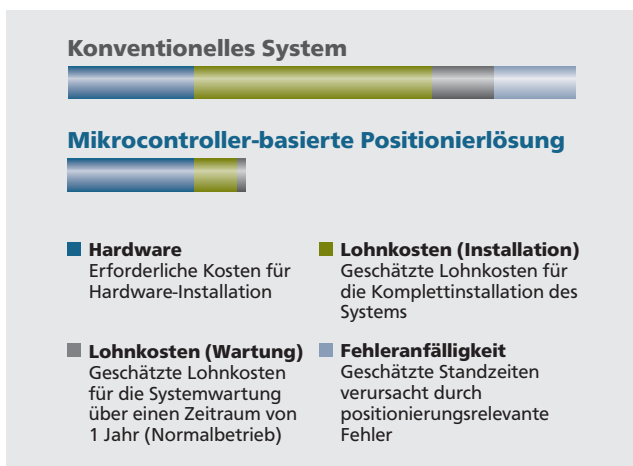 Konventionelles System
Mikrocontroller-basierte Positionierlösung
Hardware
Erforderliche Kosten für
Hardware-Installation
Lohnkosten (Installation)
Geschätzte Lohnkosten für
die Komplettinstallation des
Systems
Lohnkosten (Wartung)
Geschätzte Lohnkosten
für die Systemwartung
über einen Zeitraum von
1 Jahr (Normalbetrieb)
Fehleranfälligkeit
Geschätzte Standzeiten
verursacht durch
positionierungsrelevante
Fehler